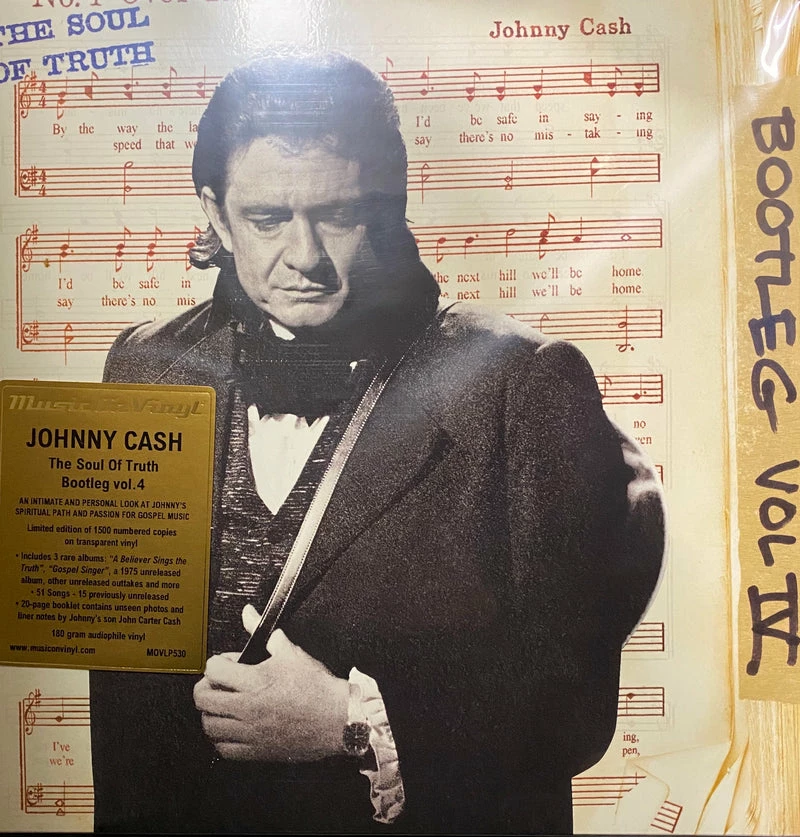 No. 1
THE SOUL
OF TRUTH
Johnny Cash
By the way the
I'd be safe in say - ing
speed that
say there's no mis - tak - ing
I'd be safe in
the next hill we'll be home.
say there's no mis
next hill we'll be home.
no
Music On Vinyl
JOHNNY CASH
The Soul Of Truth
Bootleg vol.4
AN INTIMATE AND PERSONAL LOOK AT JOHNNY'S
SPIRITUAL PATH AND PASSION FOR GOSPEL MUSIC
Limited edition of 1500 numbered copies
on transparent vinyl
• Includes 3 rare albums: "A Believer Sings the
Truth", "Gospel Singer", a 1975 unreleased
album, other unreleased outtakes and more
• 51 Songs - 15 previously unreleased
• 20-page booklet contains unseen photos and
liner notes by Johnny's son John Carter Cash
180 gram audiophile vinyl
www.musiconvinyl.com MOVLP530
I've
we're
ing,
pen,
BOOTLEG VOL IV